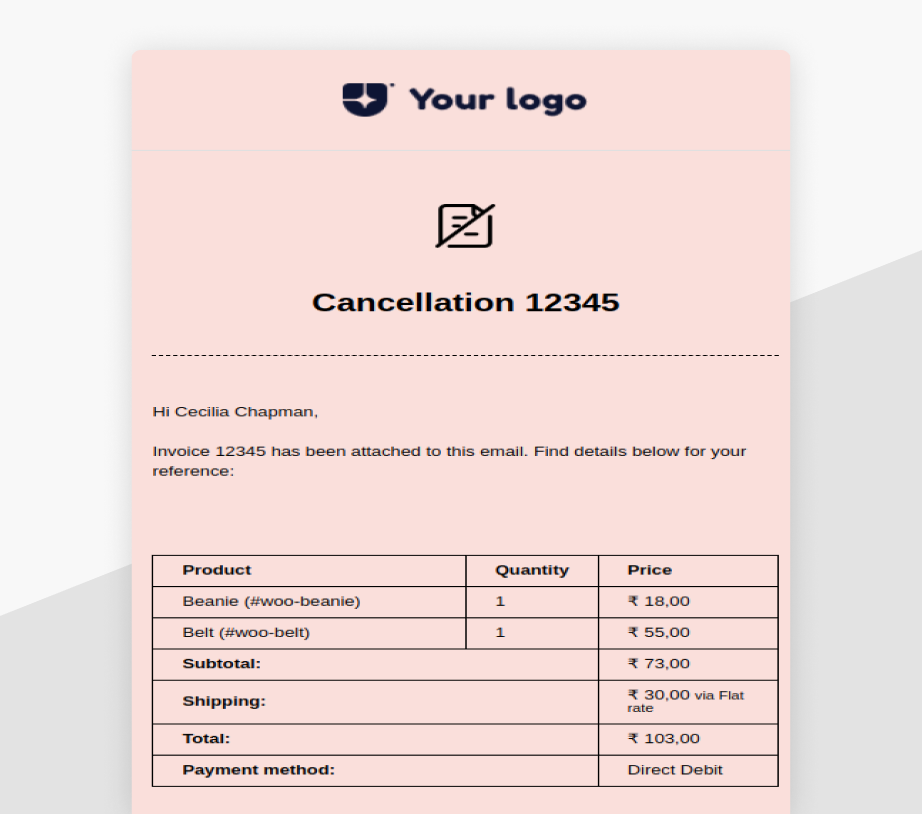 Your logo
Cancellation 12345
Hi Cecilia Chapman,
Invoice 12345 has been attached to this email. Find details below for your
reference:
Product Quantity Price
Beanie (#woo-beanie) 1 ₹ 18,00
Belt (#woo-belt) 1 ₹ 55,00
Subtotal: ₹ 73,00
Shipping: ₹ 30,00 via Flat
rate
Total: ₹ 103,00
Payment method: Direct Debit